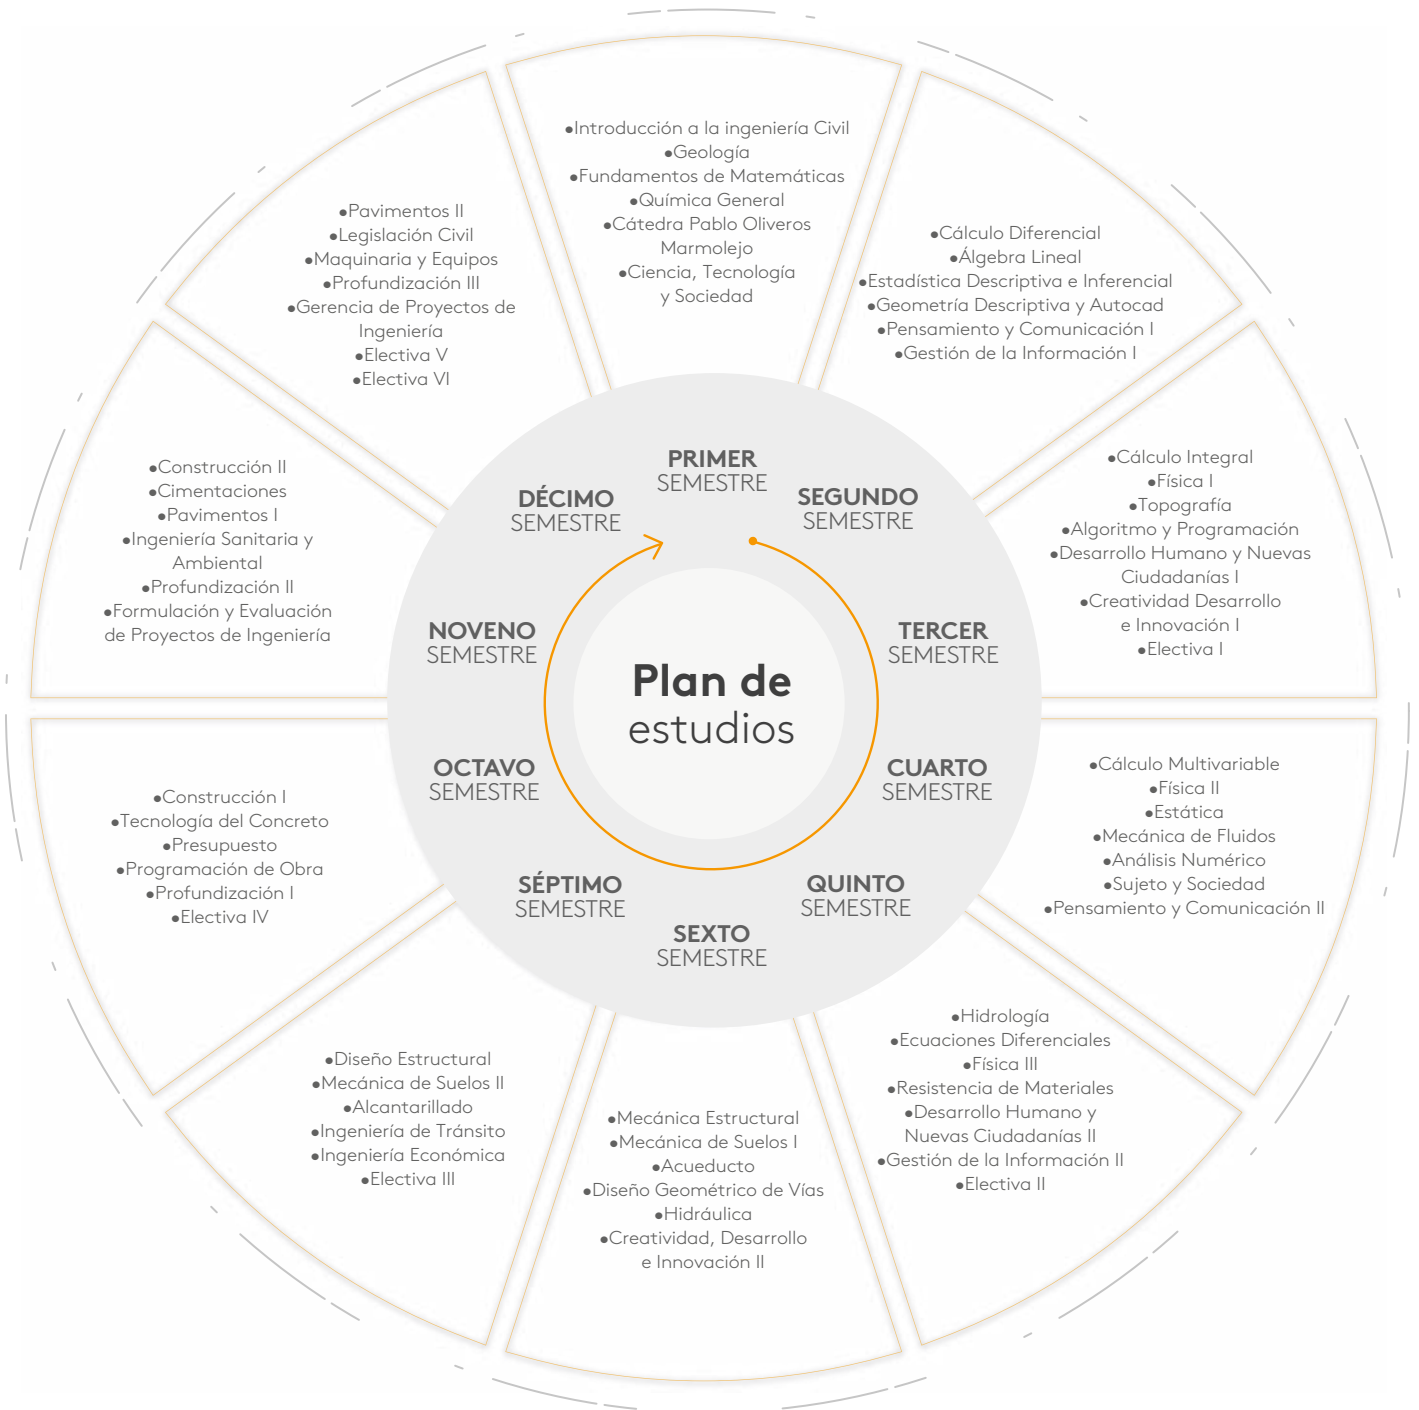 Plan de
estudios
PRIMER
SEMESTRE
●Introducción a la ingeniería Civil
●Geología
●Fundamentos de Matemáticas
●Química General
●Cátedra Pablo Oliveros
Marmolejo
●Ciencia, Tecnología
y Sociedad
SEGUNDO
SEMESTRE
●Cálculo Diferencial
●Álgebra Lineal
●Estadística Descriptiva e Inferencial
●Geometría Descriptiva y Autocad
●Pensamiento y Comunicación I
●Gestión de la Información I
TERCER
SEMESTRE
●Cálculo Integral
●Física I
●Topografía
●Algoritmo y Programación
●Desarrollo Humano y Nuevas
Ciudadanías I
●Creatividad Desarrollo
e Innovación I
●Electiva I
CUARTO
SEMESTRE
●Cálculo Multivariable
●Física II
●Estática
●Mecánica de Fluidos
●Análisis Numérico
●Sujeto y Sociedad
●Pensamiento y Comunicación II
QUINTO
SEMESTRE
●Hidrología
●Ecuaciones Diferenciales
●Física III
●Resistencia de Materiales
●Desarrollo Humano y
Nuevas Ciudadanías II
●Gestión de la Información II
●Electiva II
SEXTO
SEMESTRE
●Mecánica Estructural
●Mecánica de Suelos I
●Acueducto
●Diseño Geométrico de Vías
●Hidráulica
●Creatividad, Desarrollo
e Innovación II
SÉPTIMO
SEMESTRE
●Diseño Estructural
●Mecánica de Suelos II
●Alcantarillado
●Ingeniería de Tránsito
●Ingeniería Económica
●Electiva III
OCTAVO
SEMESTRE
●Construcción I
●Tecnología del Concreto
●Presupuesto
●Programación de Obra
●Profundización I
●Electiva IV
NOVENO
SEMESTRE
●Construcción II
●Cimentaciones
●Pavimentos I
●Ingeniería Sanitaria y
Ambiental
●Profundización II
●Formulación y Evaluación
de Proyectos de Ingeniería
DÉCIMO
SEMESTRE
●Pavimentos II
●Legislación Civil
●Maquinaria y Equipos
●Profundización III
●Gerencia de Proyectos de
Ingeniería
●Electiva V
●Electiva VI